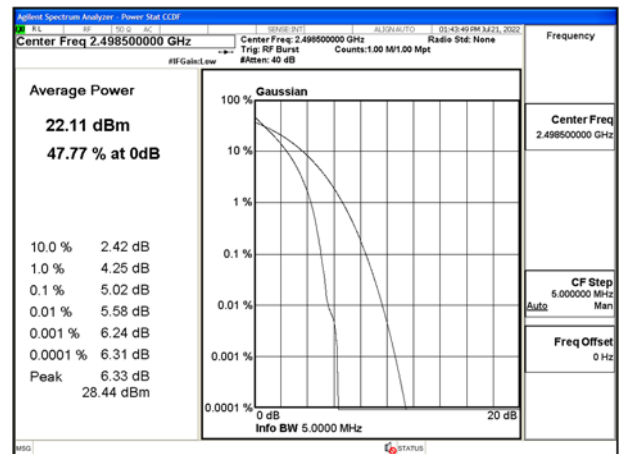 Agilent Spectrum Analyzer - Power Stat CCDF
RL RF 50 Ω AC SENSE:INT ALIGN AUTO 01:43:49 PM Jul 21, 2022
Center Freq 2.498500000 GHz
Center Freq: 2.498500000 GHz Radio Std: None
Trig: RF Burst Counts:1.00 M/1.00 Mpt
#IFGain:Low #Atten: 40 dB
Frequency
Average Power
22.11 dBm
47.77 % at 0dB
10.0 % 2.42 dB
1.0 % 4.25 dB
0.1 % 5.02 dB
0.01 % 5.58 dB
0.001 % 6.24 dB
0.0001 % 6.31 dB
Peak 6.33 dB
28.44 dBm
Gaussian
100 %
10 %
1 %
0.1 %
0.01 %
0.001 %
0.0001 %
0 dB 20 dB
Info BW 5.0000 MHz
Center Freq
2.498500000 GHz
CF Step
5.000000 MHz
Auto Man
Freq Offset
0 Hz
MSG STATUS